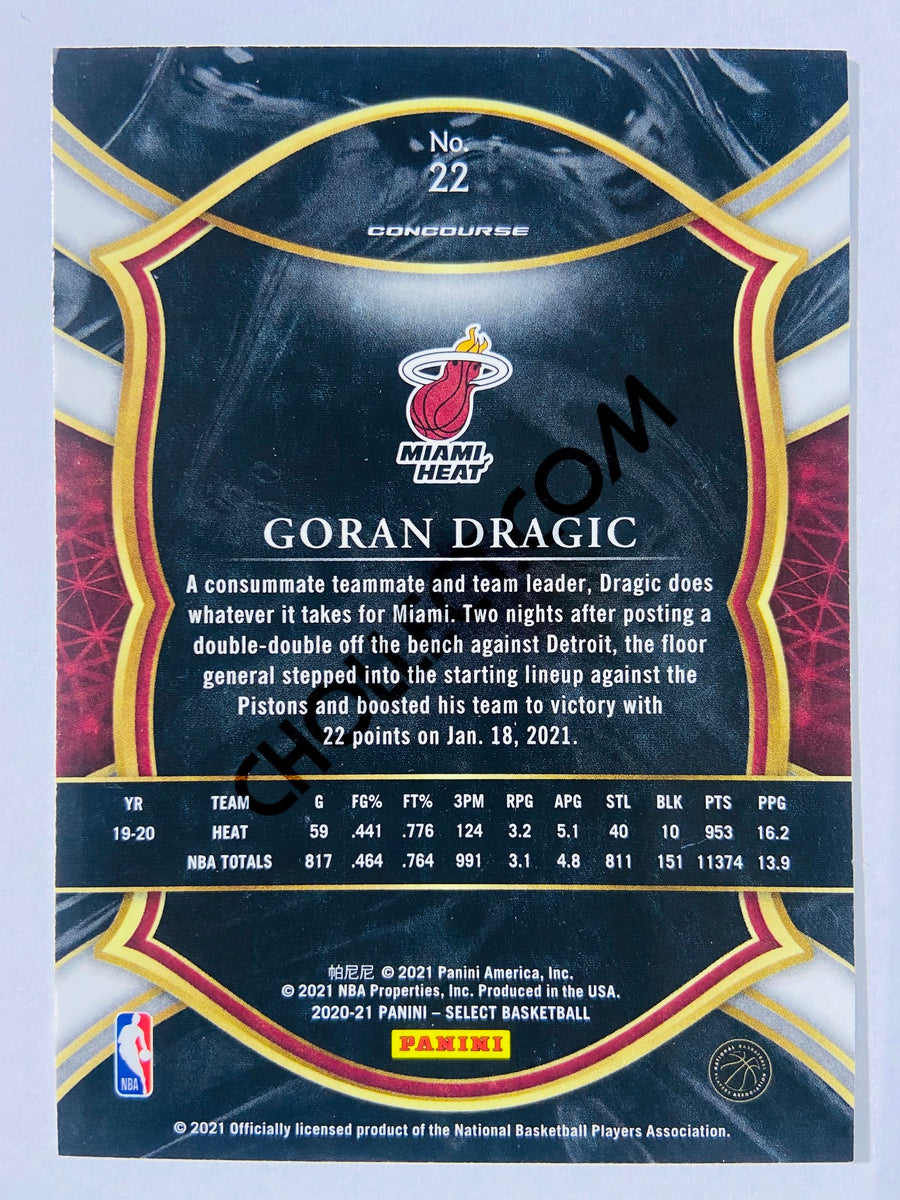 No.
22
CONCOURSE
MIAMI
HEAT
GORAN DRAGIC
A consummate teammate and team leader, Dragic does
whatever it takes for Miami. Two nights after posting a
double-double off the bench against Detroit, the floor
general stepped into the starting lineup against the
Pistons and boosted his team to victory with
22 points on Jan. 18, 2021.
YR TEAM G FG% FT% 3PM RPG APG STL BLK PTS PPG
19-20 HEAT 59 .441 .776 124 3.2 5.1 40 10 953 16.2
NBA TOTALS 817 .464 .764 991 3.1 4.8 811 151 11374 13.9
帕尼尼 © 2021 Panini America, Inc.
© 2021 NBA Properties, Inc. Produced in the USA.
2020-21 PANINI – SELECT BASKETBALL
PANINI
NBA
NATIONAL BASKETBALL PLAYERS ASSOCIATION
© 2021 Officially licensed product of the National Basketball Players Association.